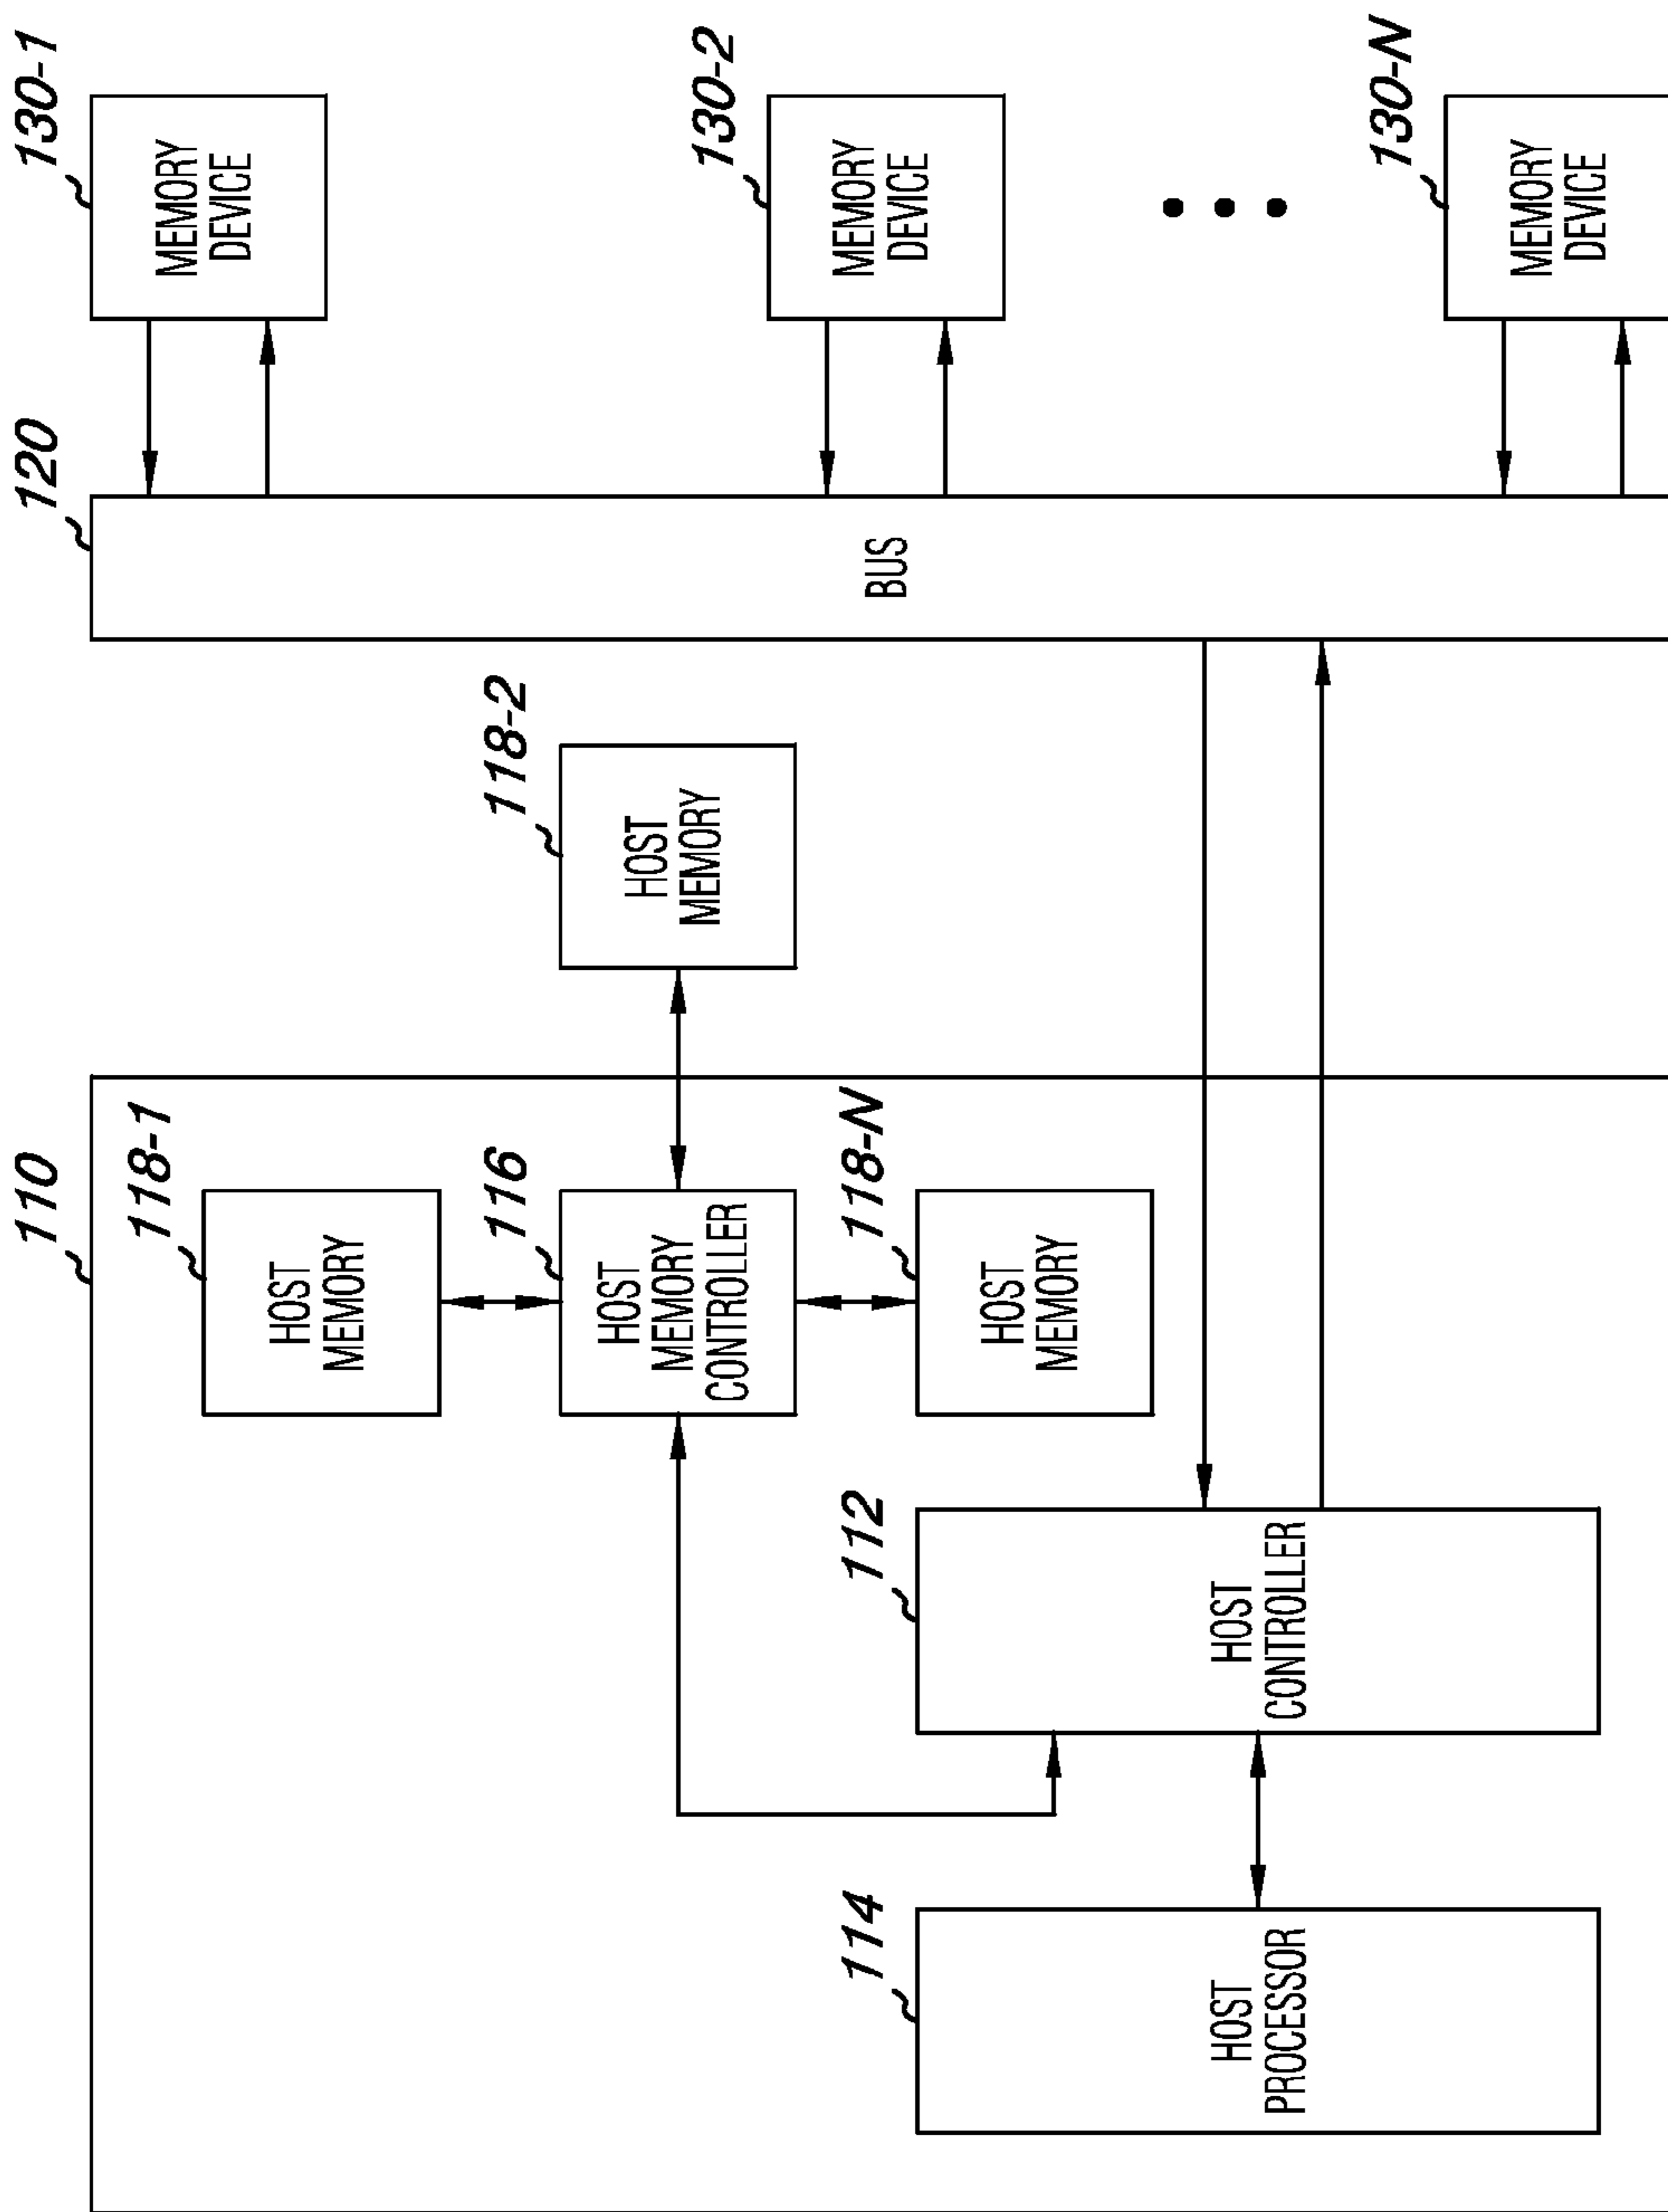 110
118-1
HOST
MEMORY
116
HOST
MEMORY
CONTROLLER
118-2
HOST
MEMORY
118-N
HOST
MEMORY
114
HOST
PROCESSOR
112
HOST
CONTROLLER
120
BUS
130-1
MEMORY
DEVICE
130-2
MEMORY
DEVICE
130-N
MEMORY
DEVICE